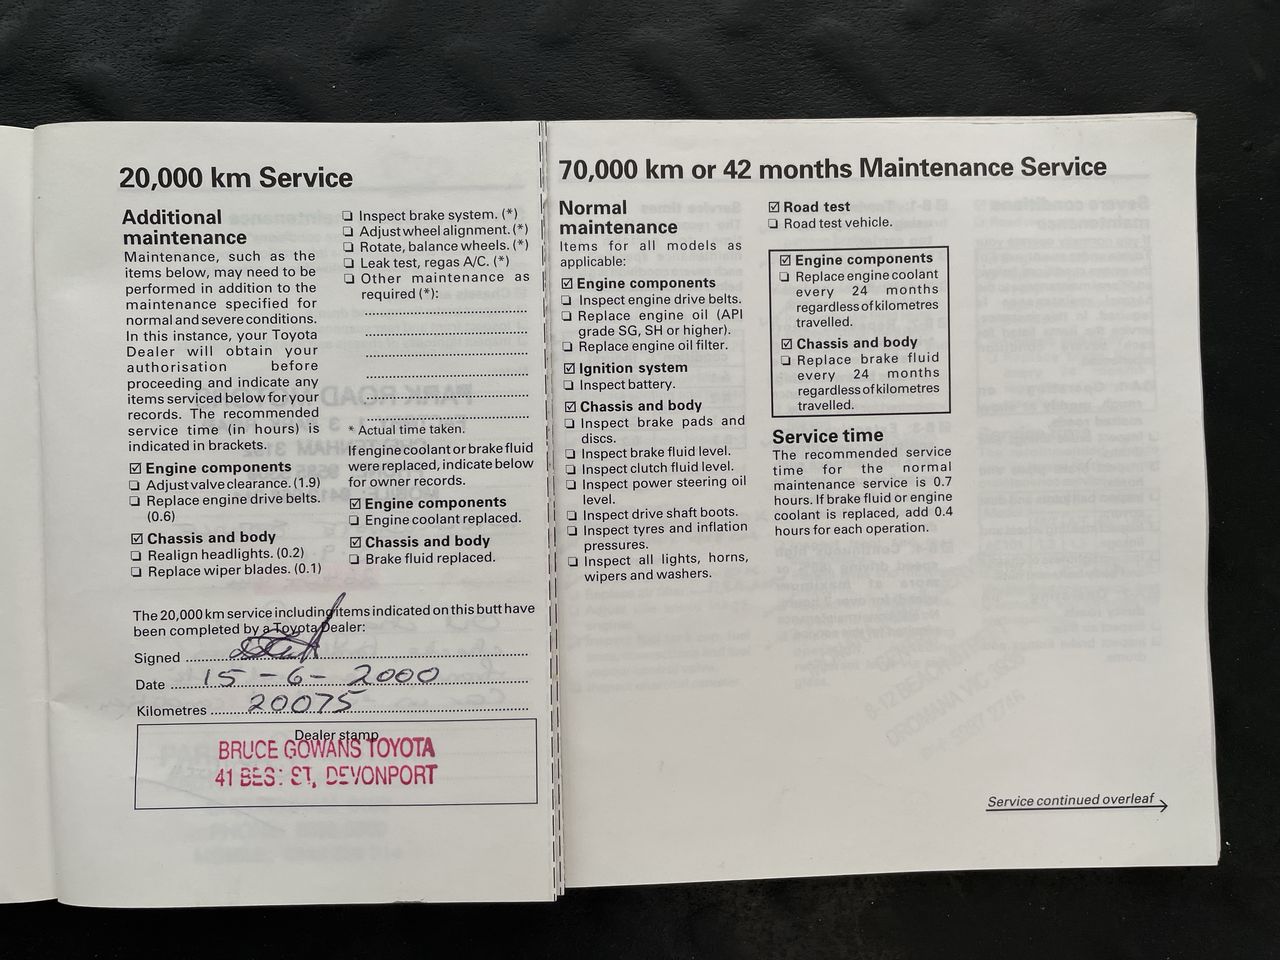 20,000 km Service
Additional
maintenance
Maintenance, such as the
items below, may need to be
performed in addition to the
maintenance specified for
normal and severe conditions.
In this instance, your Toyota
Dealer will obtain your
authorisation before
proceeding and indicate any
items serviced below for your
records. The recommended
service time (in hours) is
indicated in brackets.
☑ Engine components
❏ Adjust valve clearance. (1.9)
❏ Replace engine drive belts.
(0.6)
☑ Chassis and body
❏ Realign headlights. (0.2)
❏ Replace wiper blades. (0.1)
❏ Inspect brake system. (*)
❏ Adjust wheel alignment. (*)
❏ Rotate, balance wheels. (*)
❏ Leak test, regas A/C. (*)
❏ Other maintenance as
required (*):
* Actual time taken.
If engine coolant or brake fluid
were replaced, indicate below
for owner records.
☑ Engine components
❏ Engine coolant replaced.
☑ Chassis and body
❏ Brake fluid replaced.
The 20,000 km service including items indicated on this butt have
been completed by a Toyota Dealer:
Signed
Date 15-6-2000
Kilometres 20075
Dealer stamp
BRUCE GOWANS TOYOTA
41 BEST ST, DEVONPORT
70,000 km or 42 months Maintenance Service
Normal
maintenance
Items for all models as
applicable:
☑ Engine components
❏ Inspect engine drive belts.
❏ Replace engine oil (API
grade SG, SH or higher).
❏ Replace engine oil filter.
☑ Ignition system
❏ Inspect battery.
☑ Chassis and body
❏ Inspect brake pads and
discs.
❏ Inspect brake fluid level.
❏ Inspect clutch fluid level.
❏ Inspect power steering oil
level.
❏ Inspect drive shaft boots.
❏ Inspect tyres and inflation
pressures.
❏ Inspect all lights, horns,
wipers and washers.
☑ Road test
❏ Road test vehicle.
☑ Engine components
❏ Replace engine coolant
every 24 months
regardless of kilometres
travelled.
☑ Chassis and body
❏ Replace brake fluid
every 24 months
regardless of kilometres
travelled.
Service time
The recommended service
time for the normal
maintenance service is 0.7
hours. If brake fluid or engine
coolant is replaced, add 0.4
hours for each operation.
Service continued overleaf